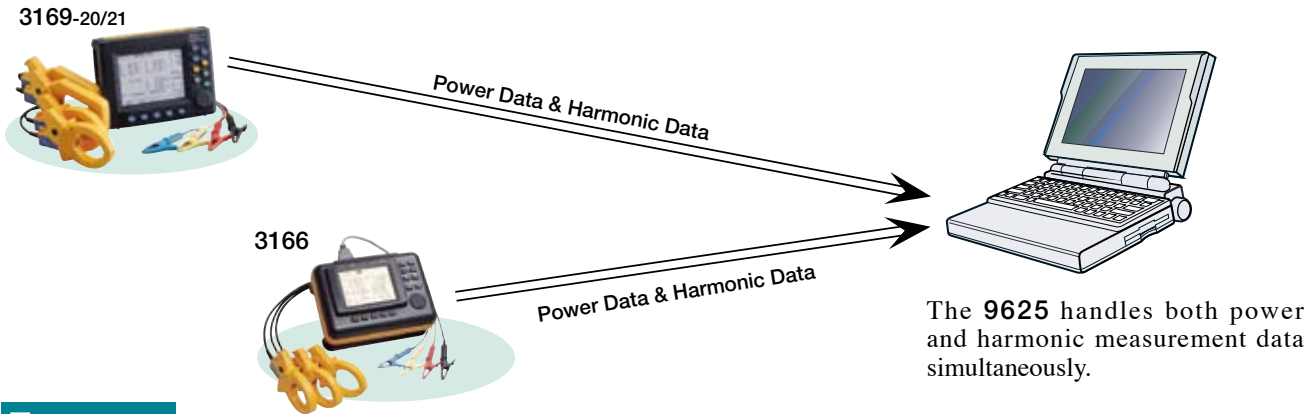 3169-20/21
Power Data & Harmonic Data
3166
Power Data & Harmonic Data
The 9625 handles both power
and harmonic measurement data
simultaneously.